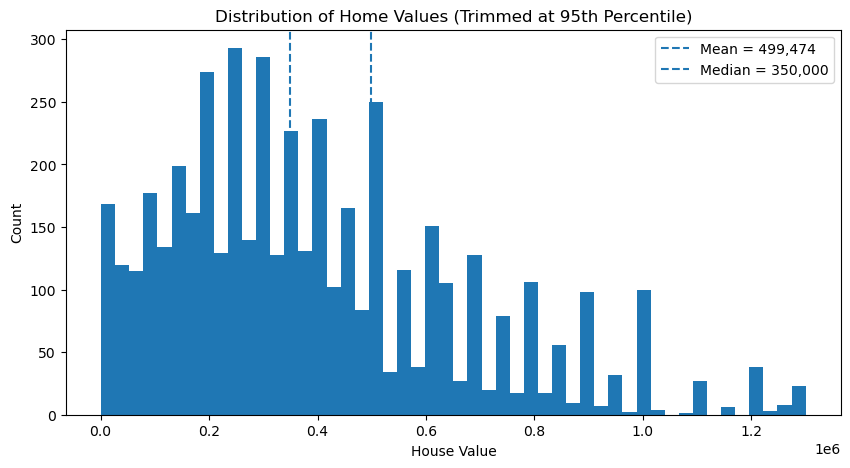 Distribution of Home Values (Trimmed at 95th Percentile)
Mean = 499,474
Median = 350,000
Count
300
250
200
150
100
50
0
0.0 0.2 0.4 0.6 0.8 1.0 1.2
1e6
House Value